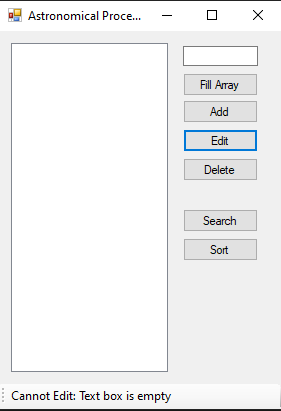 Astronomical Proce...
Fill Array
Add
Edit
Delete
Search
Sort
Cannot Edit: Text box is empty